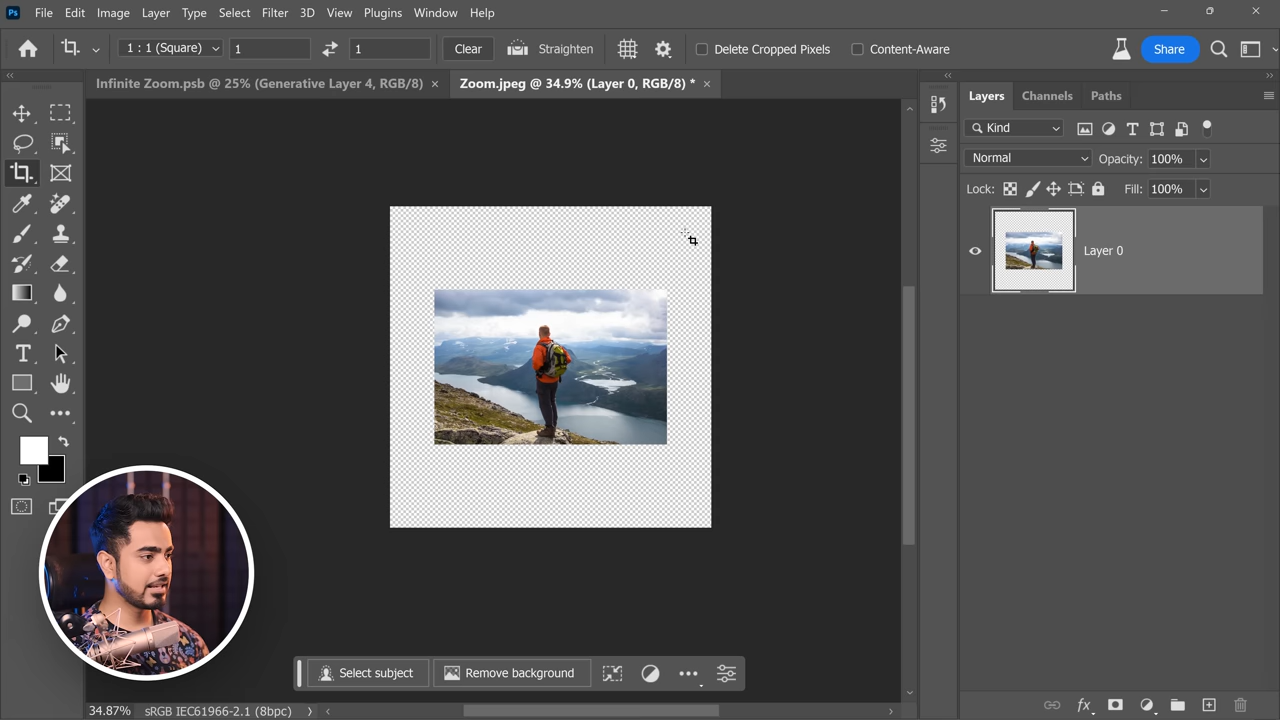 Ps File Edit Image Layer Type Select Filter 3D View Plugins Window Help
1 : 1 (Square) 1 1 Clear Straighten Delete Cropped Pixels Content-Aware Share
Infinite Zoom.psb @ 25% (Generative Layer 4, RGB/8) × Zoom.jpeg @ 34.9% (Layer 0, RGB/8) * ×
Layers Channels Paths
Kind
Normal Opacity: 100%
Lock: Fill: 100%
Layer 0
Select subject Remove background
34.87% sRGB IEC61966-2.1 (8bpc)
fx